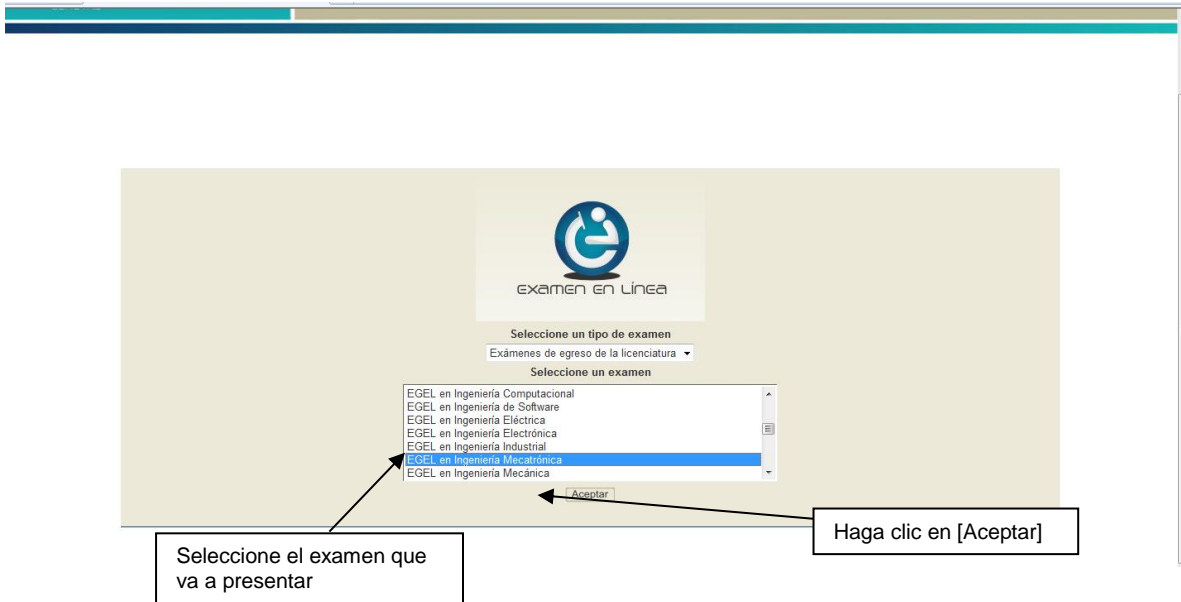 examen en línea
Seleccione un tipo de examen
Exámenes de egreso de la licenciatura
Seleccione un examen
EGEL en Ingeniería Computacional
EGEL en Ingeniería de Software
EGEL en Ingeniería Eléctrica
EGEL en Ingeniería Electrónica
EGEL en Ingeniería Industrial
EGEL en Ingeniería Mecatrónica
EGEL en Ingeniería Mecánica
Aceptar
Haga clic en [Aceptar]
Seleccione el examen que
va a presentar